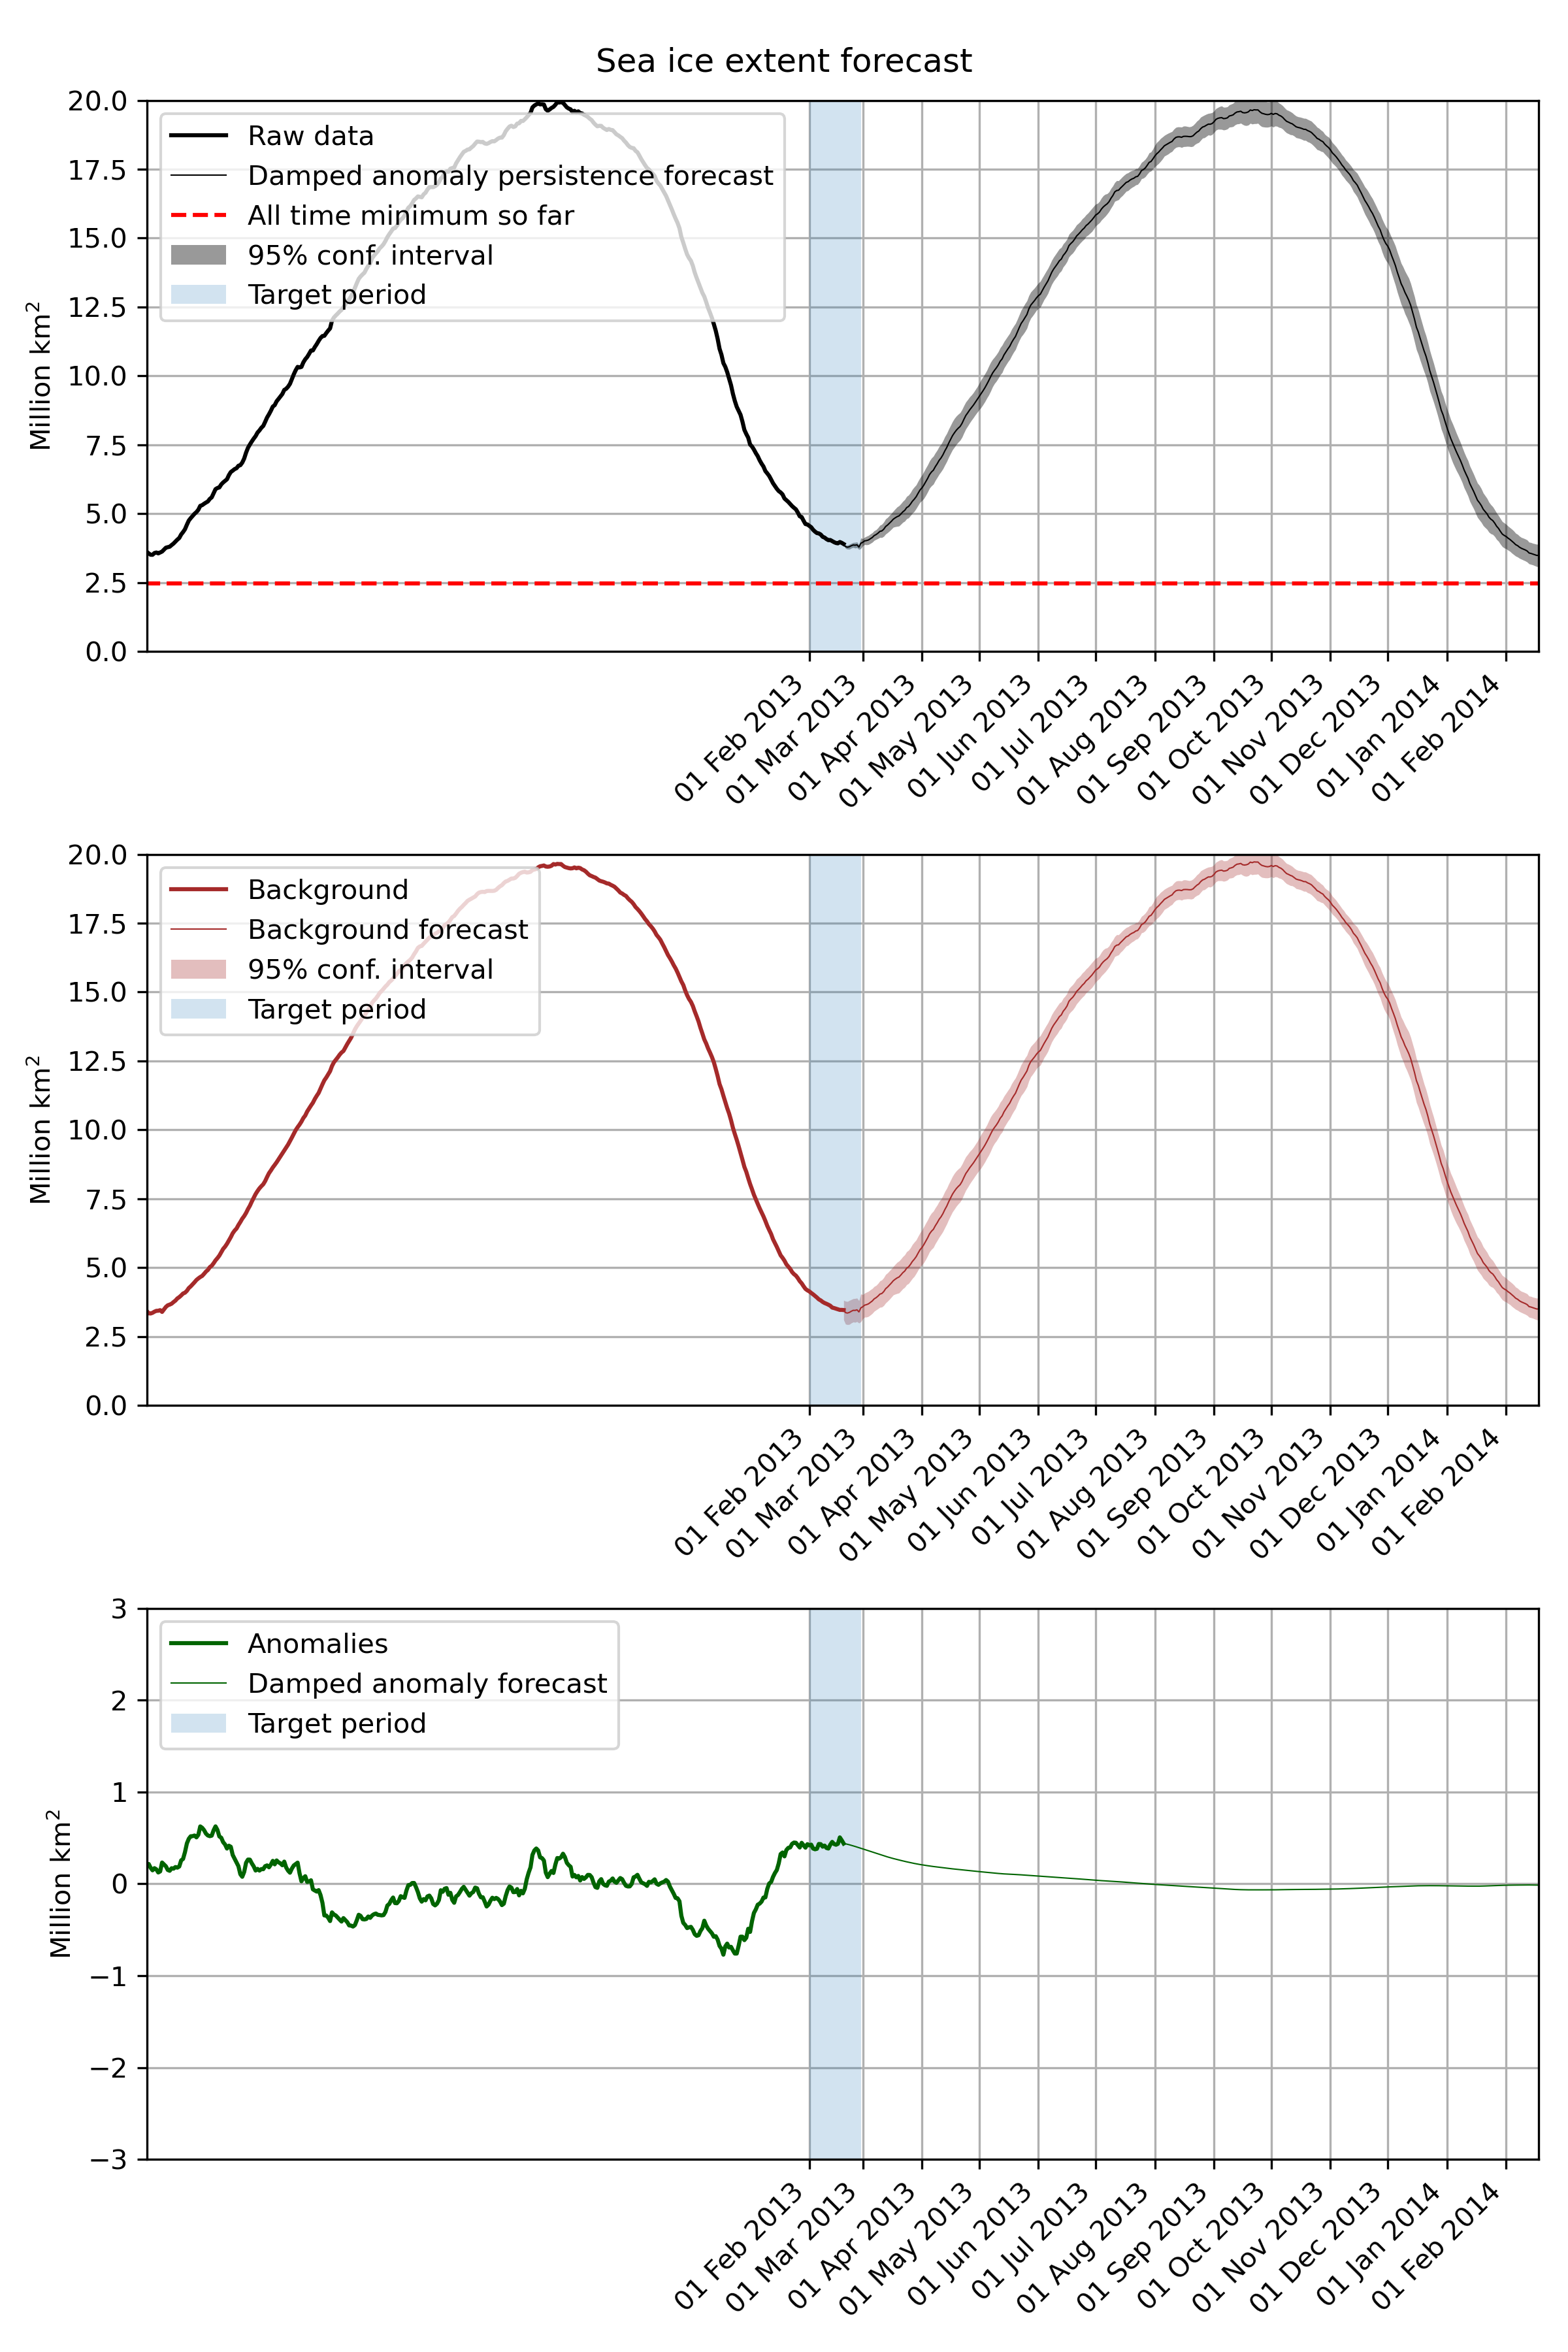 Sea ice extent forecast
20.0
17.5
15.0
12.5
10.0
7.5
5.0
2.5
0.0
Million km²
Raw data
Damped anomaly persistence forecast
All time minimum so far
95% conf. interval
Target period
01 Feb 2013
01 Mar 2013
01 Apr 2013
01 May 2013
01 Jun 2013
01 Jul 2013
01 Aug 2013
01 Sep 2013
01 Oct 2013
01 Nov 2013
01 Dec 2013
01 Jan 2014
01 Feb 2014
20.0
17.5
15.0
12.5
10.0
7.5
5.0
2.5
0.0
Million km²
Background
Background forecast
95% conf. interval
Target period
01 Feb 2013
01 Mar 2013
01 Apr 2013
01 May 2013
01 Jun 2013
01 Jul 2013
01 Aug 2013
01 Sep 2013
01 Oct 2013
01 Nov 2013
01 Dec 2013
01 Jan 2014
01 Feb 2014
3
2
1
0
−1
−2
−3
Million km²
Anomalies
Damped anomaly forecast
Target period
01 Feb 2013
01 Mar 2013
01 Apr 2013
01 May 2013
01 Jun 2013
01 Jul 2013
01 Aug 2013
01 Sep 2013
01 Oct 2013
01 Nov 2013
01 Dec 2013
01 Jan 2014
01 Feb 2014